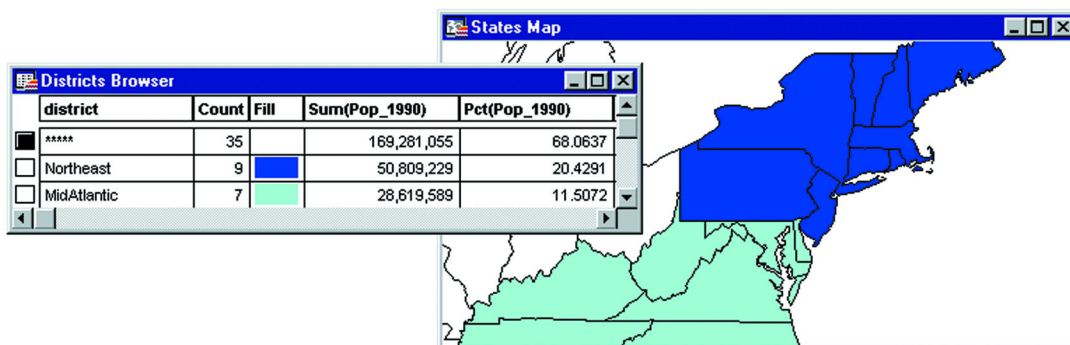 States Map
Districts Browser
district Count Fill Sum(Pop_1990) Pct(Pop_1990)
***** 35 169,281,055 68.0637
Northeast 9 50,809,229 20.4291
MidAtlantic 7 28,619,589 11.5072